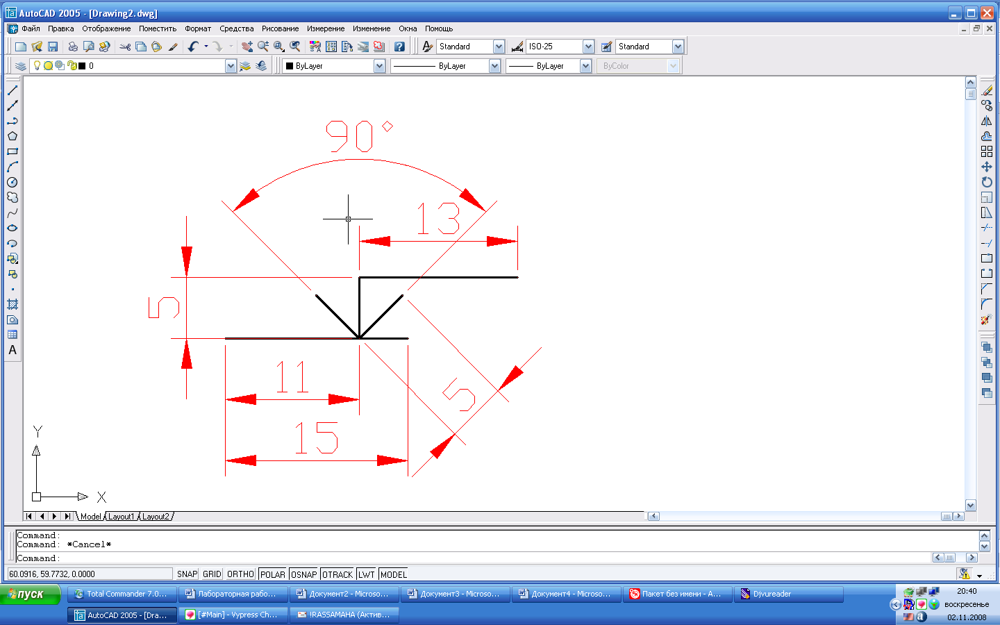 AutoCAD 2005 - [Drawing2.dwg]
Файл Правка Отображение Поместить Формат Средства Рисование Измерение Изменение Окна Помощь
Standard ISO-25 Standard
0 ByLayer ByLayer ByLayer ByColor
90°
13
5
11
5
15
Y
X
A
Model Layout1 Layout2
Command:
Command: *Cancel*
Command:
60.0916, 59.7732, 0.0000 SNAP GRID ORTHO POLAR OSNAP OTRACK LWT MODEL
пуск Total Commander 7.0... Лабораторная рабо... Документ2 - Microso... Документ3 - Microso... Документ4 - Microso... Пакет без имени - A... Djvureader 20:40
воскресенье
AutoCAD 2005 - [Dra... [#Main] - Vypress Ch... !RASSAMAHA (Актив... 02.11.2008